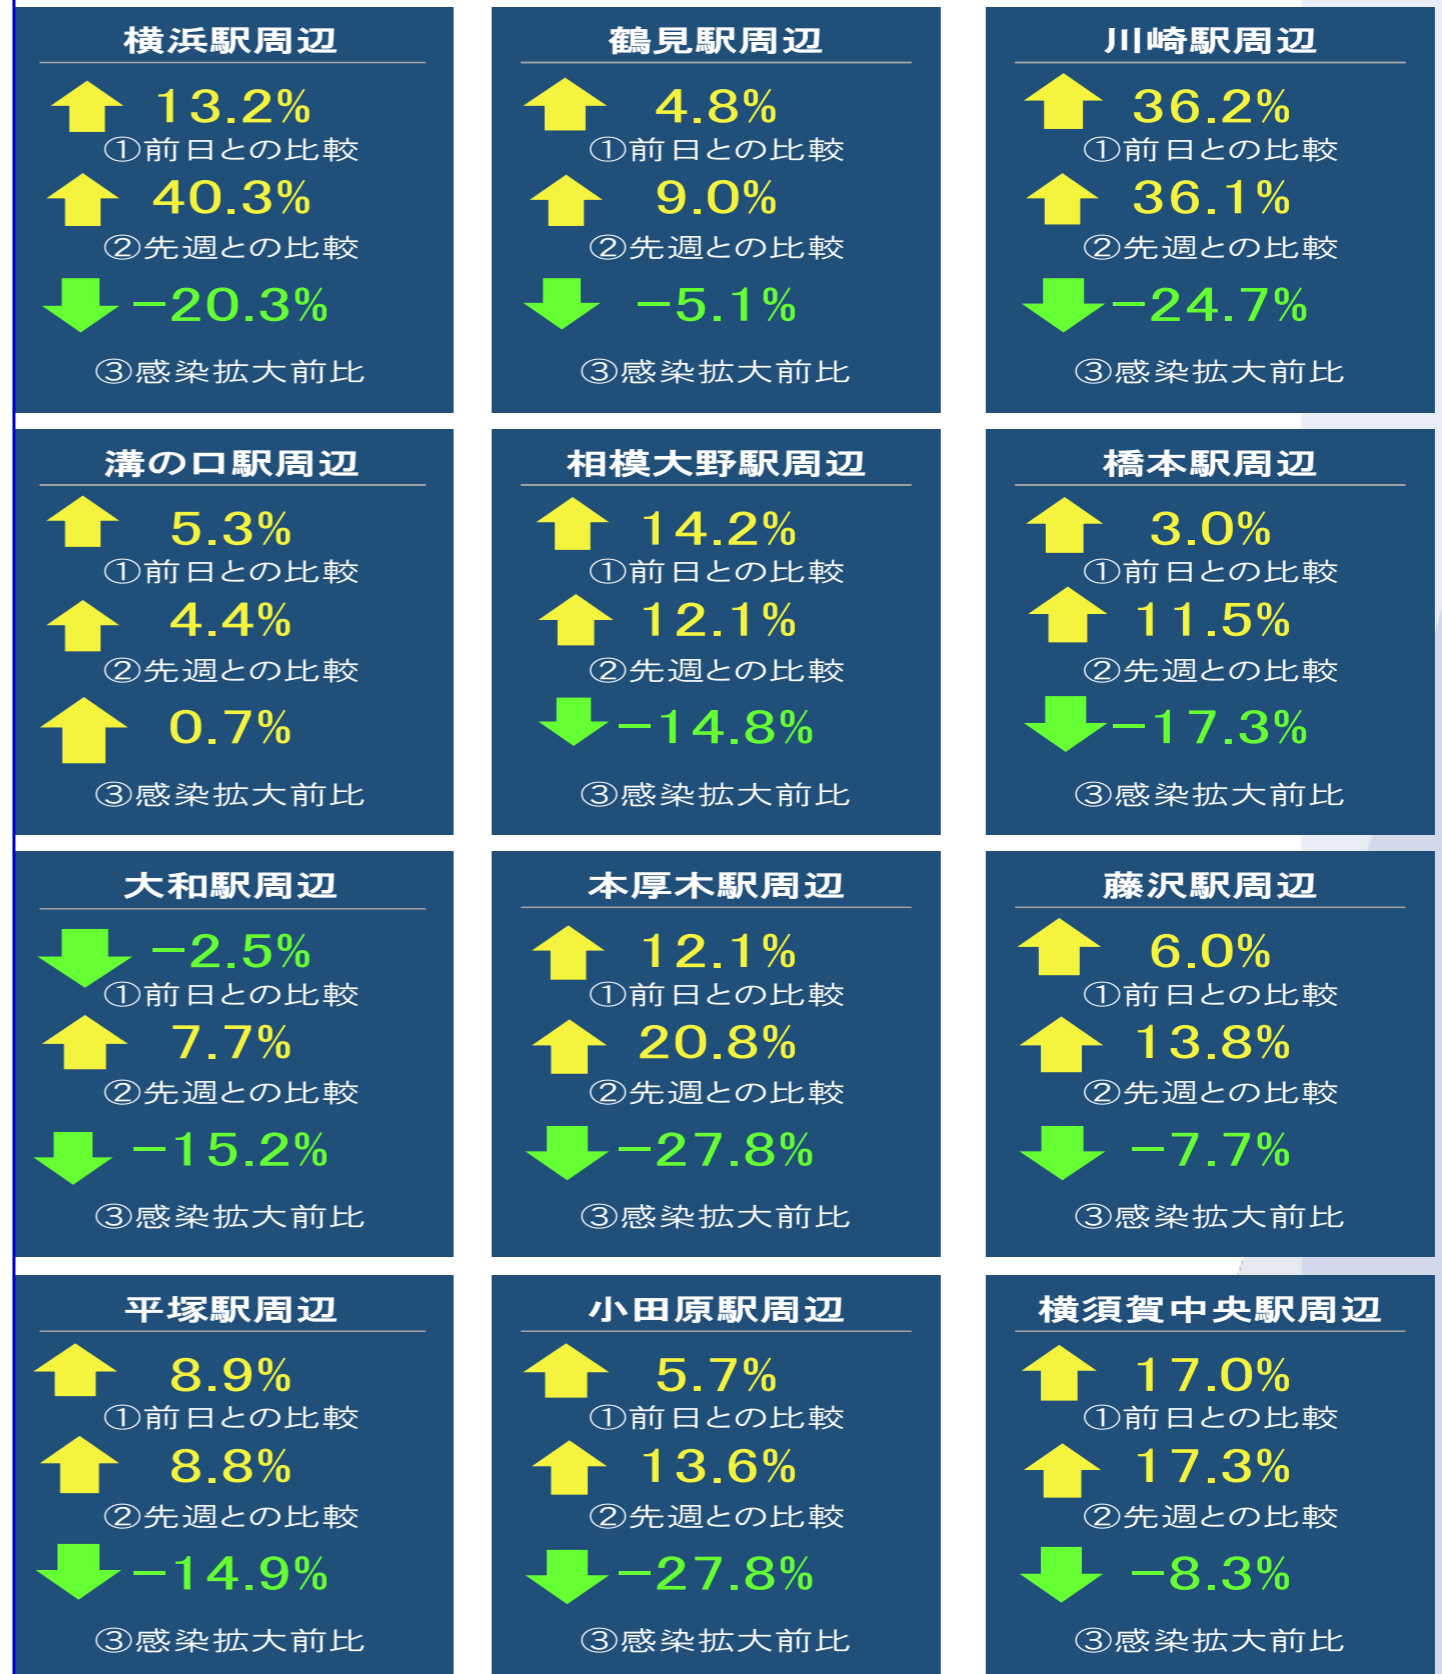 横浜駅周辺
13.2%
①前日との比較
40.3%
②先週との比較
-20.3%
③感染拡大前比
鶴見駅周辺
4.8%
①前日との比較
9.0%
②先週との比較
-5.1%
③感染拡大前比
川崎駅周辺
36.2%
①前日との比較
36.1%
②先週との比較
-24.7%
③感染拡大前比
溝の口駅周辺
5.3%
①前日との比較
4.4%
②先週との比較
0.7%
③感染拡大前比
相模大野駅周辺
14.2%
①前日との比較
12.1%
②先週との比較
-14.8%
③感染拡大前比
橋本駅周辺
3.0%
①前日との比較
11.5%
②先週との比較
-17.3%
③感染拡大前比
大和駅周辺
-2.5%
①前日との比較
7.7%
②先週との比較
-15.2%
③感染拡大前比
本厚木駅周辺
12.1%
①前日との比較
20.8%
②先週との比較
-27.8%
③感染拡大前比
藤沢駅周辺
6.0%
①前日との比較
13.8%
②先週との比較
-7.7%
③感染拡大前比
平塚駅周辺
8.9%
①前日との比較
8.8%
②先週との比較
-14.9%
③感染拡大前比
小田原駅周辺
5.7%
①前日との比較
13.6%
②先週との比較
-27.8%
③感染拡大前比
横須賀中央駅周辺
17.0%
①前日との比較
17.3%
②先週との比較
-8.3%
③感染拡大前比